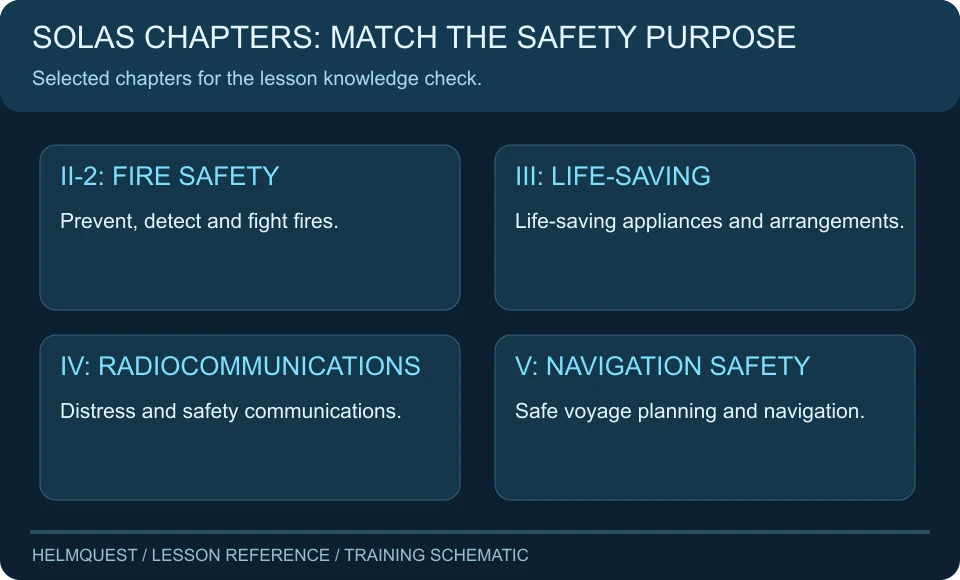 SOLAS CHAPTERS: MATCH THE SAFETY PURPOSE
Selected chapters for the lesson knowledge check.
II-2: FIRE SAFETY
Prevent, detect and fight fires.
III: LIFE-SAVING
Life-saving appliances and arrangements.
IV: RADIOCOMMUNICATIONS
Distress and safety communications.
V: NAVIGATION SAFETY
Safe voyage planning and navigation.
HELMQUEST / LESSON REFERENCE / TRAINING SCHEMATIC